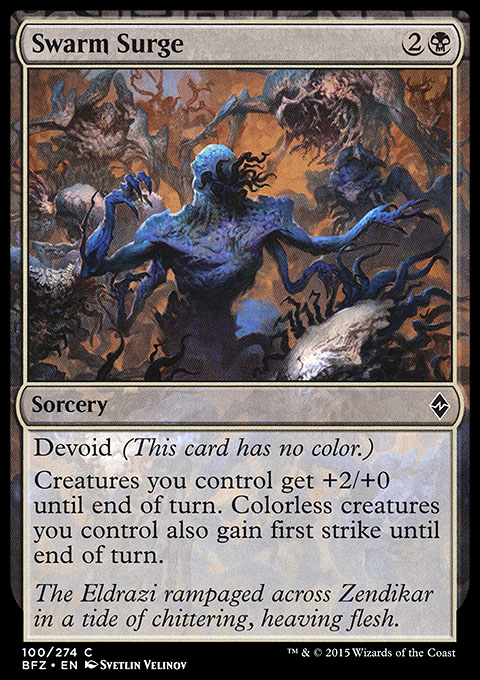 Swarm Surge 2
Sorcery
Devoid (This card has no color.)
Creatures you control get +2/+0
until end of turn. Colorless creatures
you control also gain first strike until
end of turn.
The Eldrazi rampaged across Zendikar
in a tide of chittering, heaving flesh.
100/274 C
BFZ • EN Svetlin Velinov
™ & © 2015 Wizards of the Coast